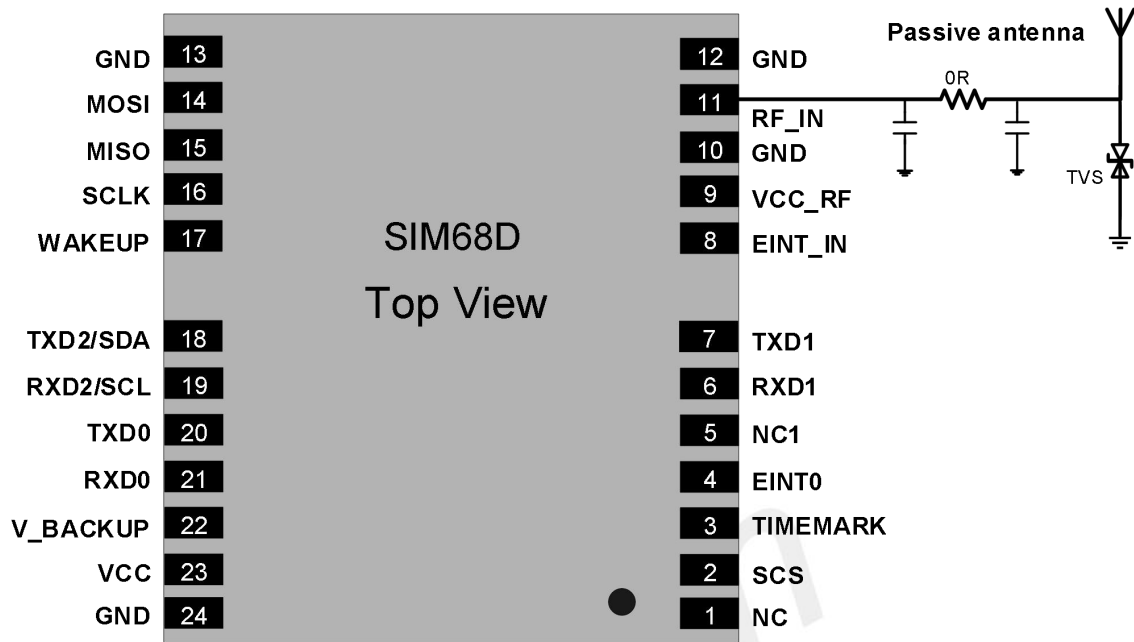 Passive antenna
GND 13 12 GND
0R
MOSI 14 11 RF_IN
MISO 15 10 GND
TVS
SCLK 16 9 VCC_RF
WAKEUP 17 8 EINT_IN
SIM68D
Top View
TXD2/SDA 18 7 TXD1
RXD2/SCL 19 6 RXD1
TXD0 20 5 NC1
RXD0 21 4 EINT0
V_BACKUP 22 3 TIMEMARK
VCC 23 2 SCS
GND 24 1 NC